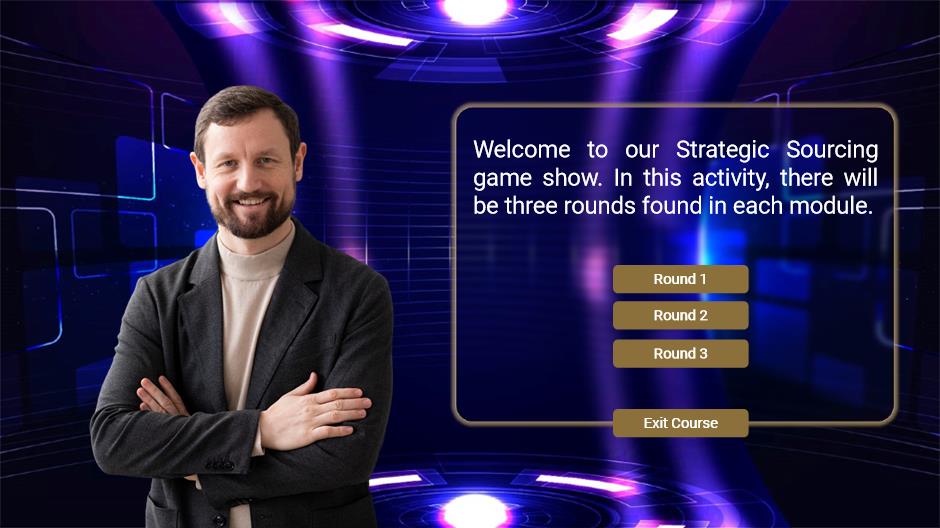 Welcome to our Strategic Sourcing
game show. In this activity, there will
be three rounds found in each module.
Round 1
Round 2
Round 3
Exit Course